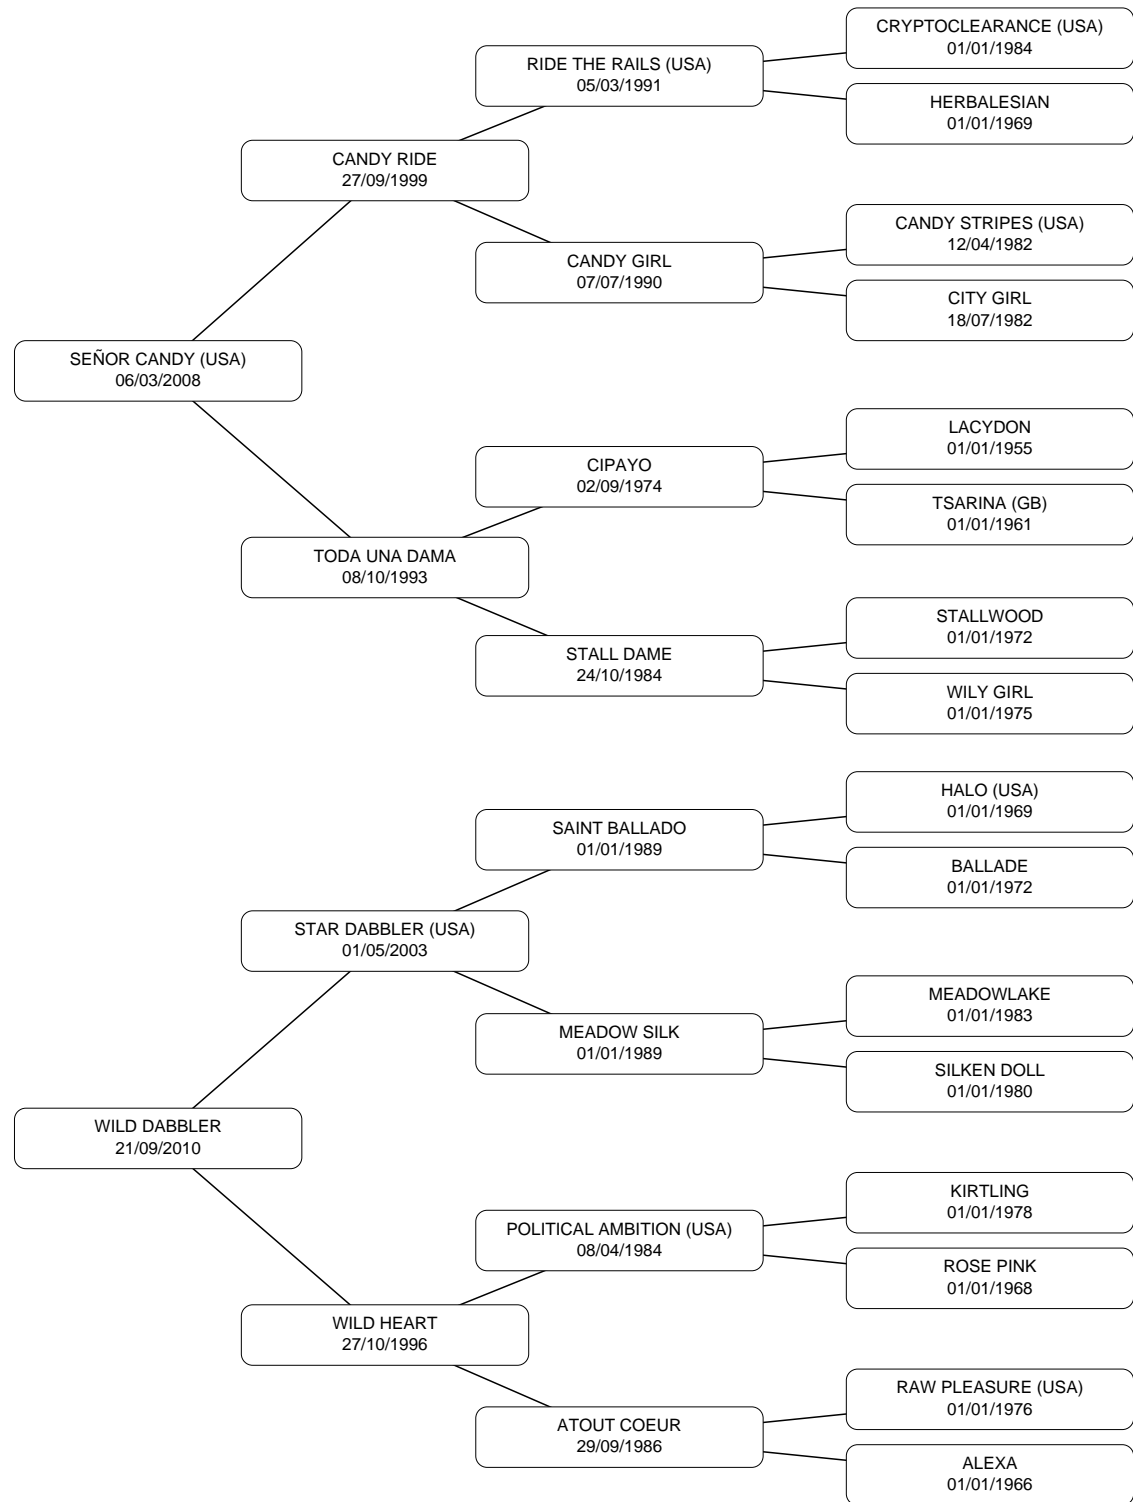 CRYPTOCLEARANCE (USA)
01/01/1984
RIDE THE RAILS (USA)
05/03/1991
HERBALESIAN
01/01/1969
CANDY RIDE
27/09/1999
CANDY STRIPES (USA)
12/04/1982
CANDY GIRL
07/07/1990
CITY GIRL
18/07/1982
SEÑOR CANDY (USA)
06/03/2008
LACYDON
01/01/1955
CIPAYO
02/09/1974
TSARINA (GB)
01/01/1961
TODA UNA DAMA
08/10/1993
STALLWOOD
01/01/1972
STALL DAME
24/10/1984
WILY GIRL
01/01/1975
HALO (USA)
01/01/1969
SAINT BALLADO
01/01/1989
BALLADE
01/01/1972
STAR DABBLER (USA)
01/05/2003
MEADOWLAKE
01/01/1983
MEADOW SILK
01/01/1989
SILKEN DOLL
01/01/1980
WILD DABBLER
21/09/2010
KIRTLING
01/01/1978
POLITICAL AMBITION (USA)
08/04/1984
ROSE PINK
01/01/1968
WILD HEART
27/10/1996
RAW PLEASURE (USA)
01/01/1976
ATOUT COEUR
29/09/1986
ALEXA
01/01/1966